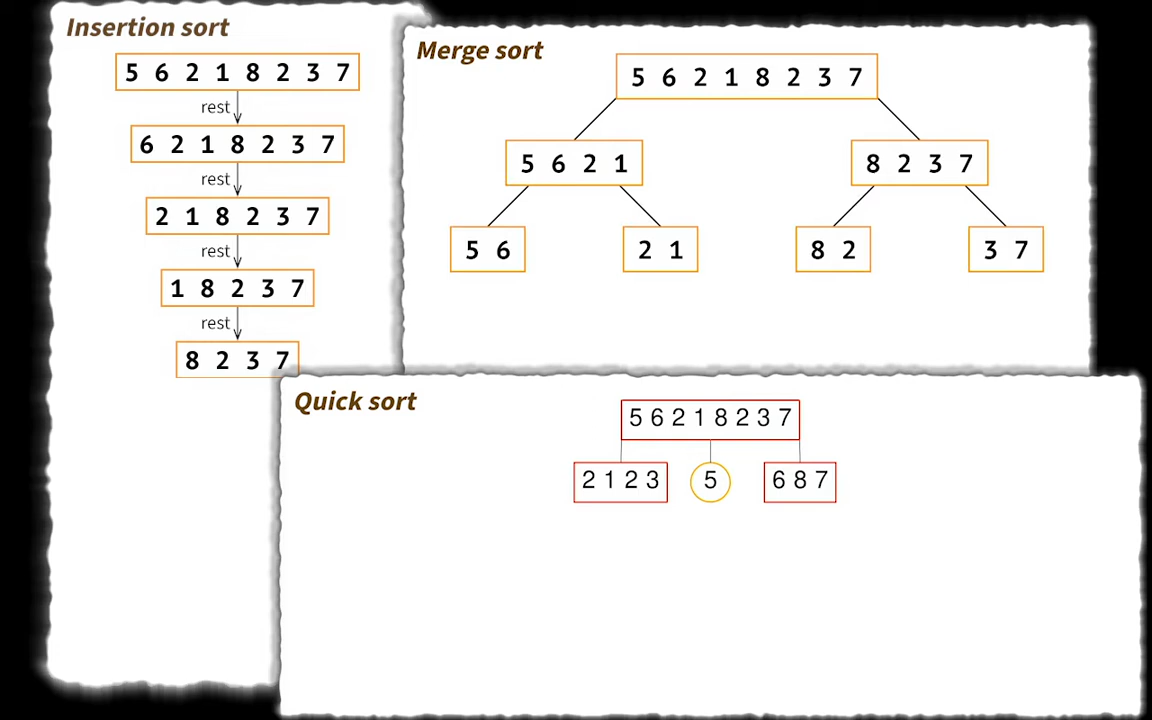 Insertion sort
5 6 2 1 8 2 3 7
rest
6 2 1 8 2 3 7
rest
2 1 8 2 3 7
rest
1 8 2 3 7
rest
8 2 3 7
Merge sort
5 6 2 1 8 2 3 7
5 6 2 1
8 2 3 7
5 6
2 1
8 2
3 7
Quick sort
5 6 2 1 8 2 3 7
2 1 2 3
5
6 8 7